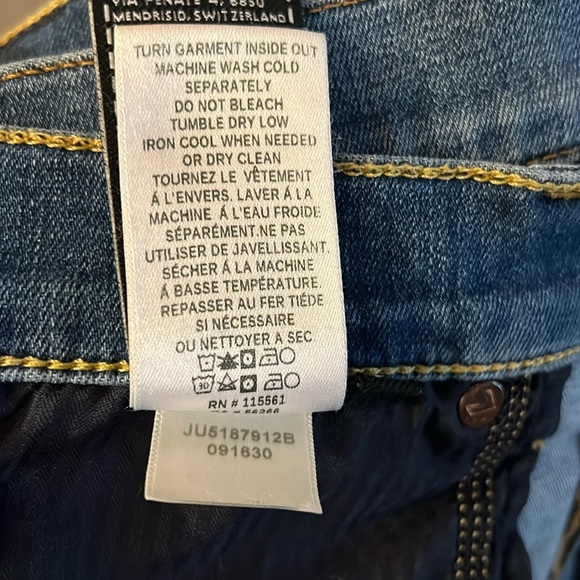 VIA PENATE 4, 6850
MENDRISIO, SWITZERLAND
TURN GARMENT INSIDE OUT
MACHINE WASH COLD
SEPARATELY
DO NOT BLEACH
TUMBLE DRY LOW
IRON COOL WHEN NEEDED
OR DRY CLEAN
TOURNEZ LE VÊTEMENT
Á L'ENVERS. LAVER Á LA
MACHINE Á L'EAU FROIDE
SÉPARÉMENT.NE PAS
UTILISER DE JAVELLISSANT.
SÉCHER Á LA MACHINE
Á BASSE TEMPÉRATURE.
REPASSER AU FER TIÉDE
SI NÉCESSAIRE
OU NETTOYER A SEC
RN # 115561
JU5187912B
091630